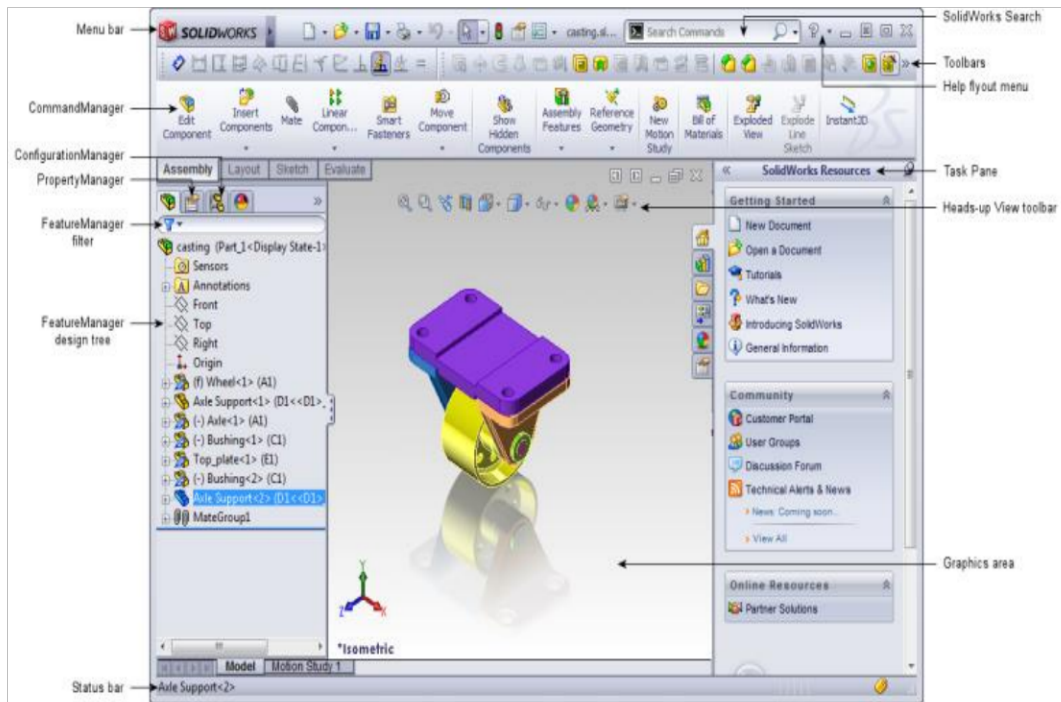 SolidWorks Search
Menu bar
SOLIDWORKS
casting.sl...
Search Commands
Toolbars
Help flyout menu
CommandManager
Edit Component
Insert Components
Mate
Linear Compon...
Smart Fasteners
Move Component
Show Hidden Components
Assembly Features
Reference Geometry
New Motion Study
Bill of Materials
Exploded View
Explode Line Sketch
Instant3D
ConfigurationManager
PropertyManager
Assembly Layout Sketch Evaluate
SolidWorks Resources
Task Pane
Heads-up View toolbar
FeatureManager filter
casting (Part_1<Display State-1>
Sensors
Annotations
Front
FeatureManager design tree
Top
Right
Origin
(f) Wheel<1> (A1)
Axle Support<1> (D1<<D1>_
(-) Axle<1> (A1)
(-) Bushing<1> (C1)
Top_plate<1> (E1)
(-) Bushing<2> (C1)
Axle Support<2> (D1<<D1>
MateGroup1
Getting Started
New Document
Open a Document
Tutorials
What's New
Introducing SolidWorks
General Information
Community
Customer Portal
User Groups
Discussion Forum
Technical Alerts & News
News Coming soon...
View All
Graphics area
Online Resources
Partner Solutions
Y
Z
X
*Isometric
Model Motion Study 1
Status bar
Axle Support<2>